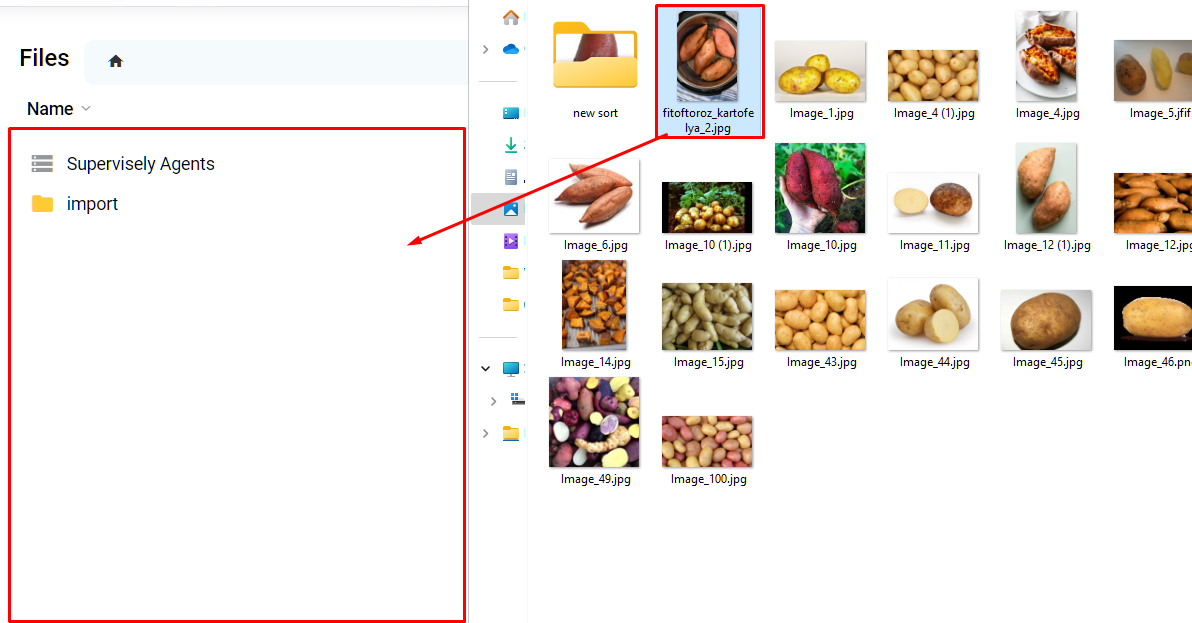 Files
Name
Supervisely Agents
import
new sort
fitoftoroz_kartofe
lya_2.jpg
Image_1.jpg
Image_4 (1).jpg
Image_4.jpg
Image_5.jfif
Image_6.jpg
Image_10 (1).jpg
Image_10.jpg
Image_11.jpg
Image_12 (1).jpg
Image_12.jpg
Image_14.jpg
Image_15.jpg
Image_43.jpg
Image_44.jpg
Image_45.jpg
Image_46.png
Image_49.jpg
Image_100.jpg